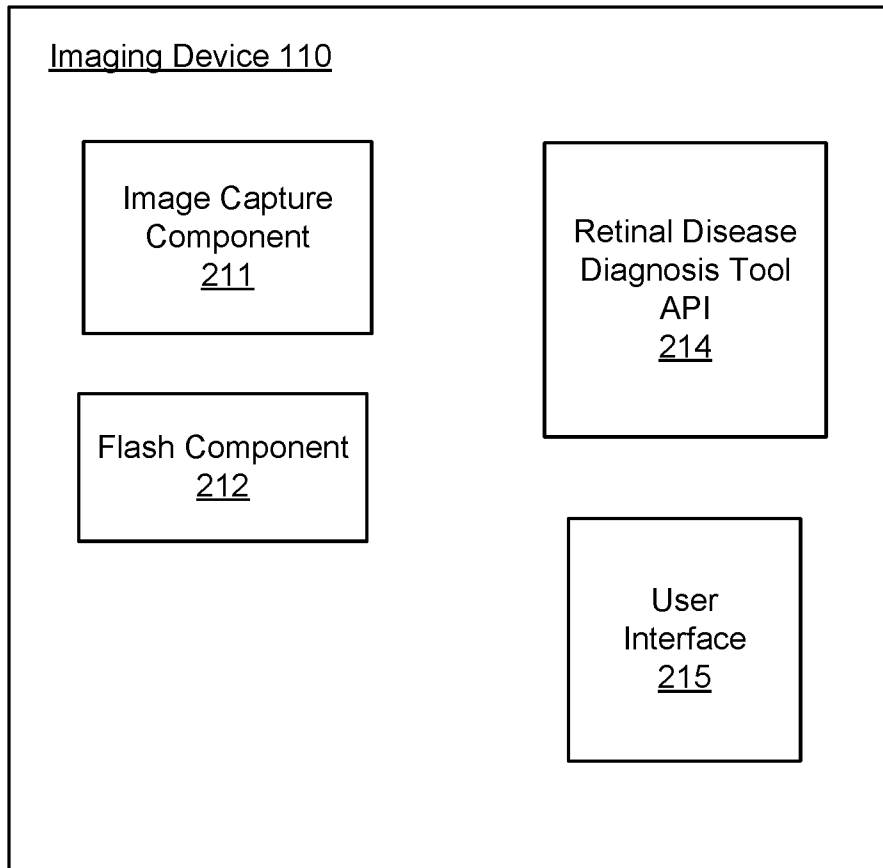 Imaging Device 110
Image Capture
Component
211
Flash Component
212
Retinal Disease
Diagnosis Tool
API
214
User
Interface
215